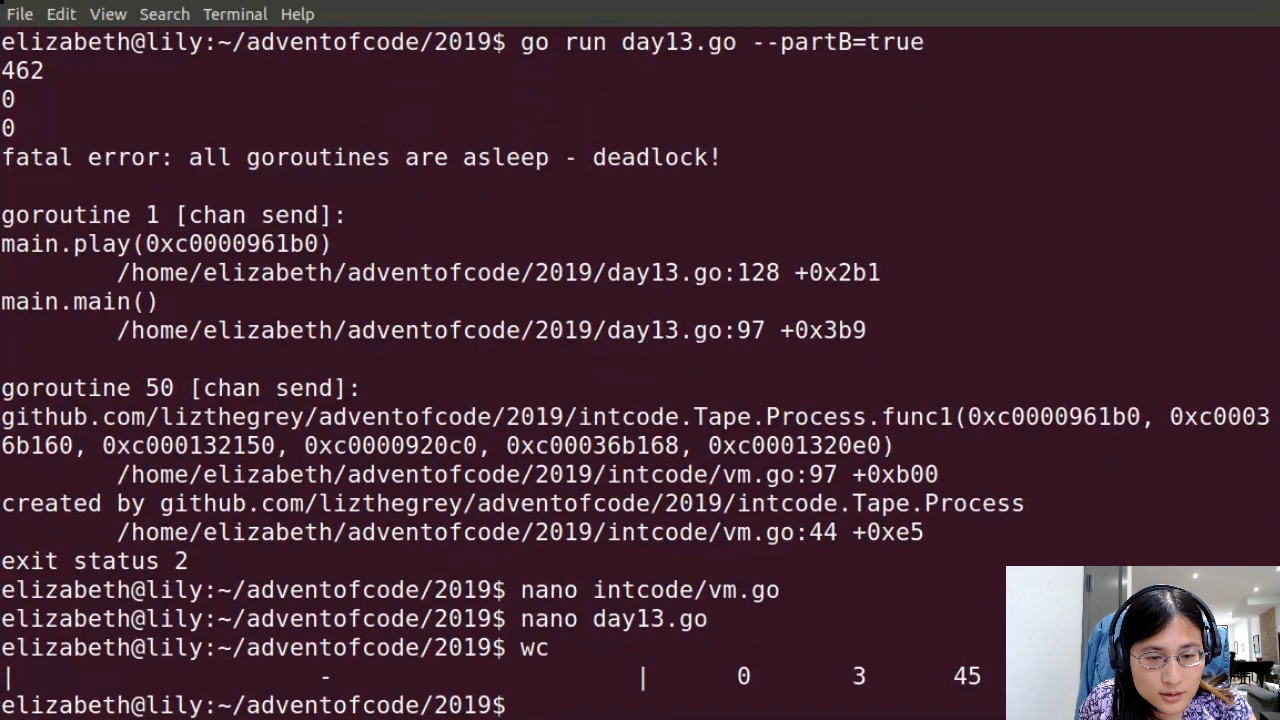 File Edit View Search Terminal Help
elizabeth@lily:~/adventofcode/2019$ go run day13.go --partB=true
462
0
0
fatal error: all goroutines are asleep - deadlock!
goroutine 1 [chan send]:
main.play(0xc0000961b0)
/home/elizabeth/adventofcode/2019/day13.go:128 +0x2b1
main.main()
/home/elizabeth/adventofcode/2019/day13.go:97 +0x3b9
goroutine 50 [chan send]:
github.com/lizthegrey/adventofcode/2019/intcode.Tape.Process.func1(0xc0000961b0, 0xc0003
6b160, 0xc000132150, 0xc0000920c0, 0xc00036b168, 0xc0001320e0)
/home/elizabeth/adventofcode/2019/intcode/vm.go:97 +0xb00
created by github.com/lizthegrey/adventofcode/2019/intcode.Tape.Process
/home/elizabeth/adventofcode/2019/intcode/vm.go:44 +0xe5
exit status 2
elizabeth@lily:~/adventofcode/2019$ nano intcode/vm.go
elizabeth@lily:~/adventofcode/2019$ nano day13.go
elizabeth@lily:~/adventofcode/2019$ wc
| - | 0 3 45
elizabeth@lily:~/adventofcode/2019$